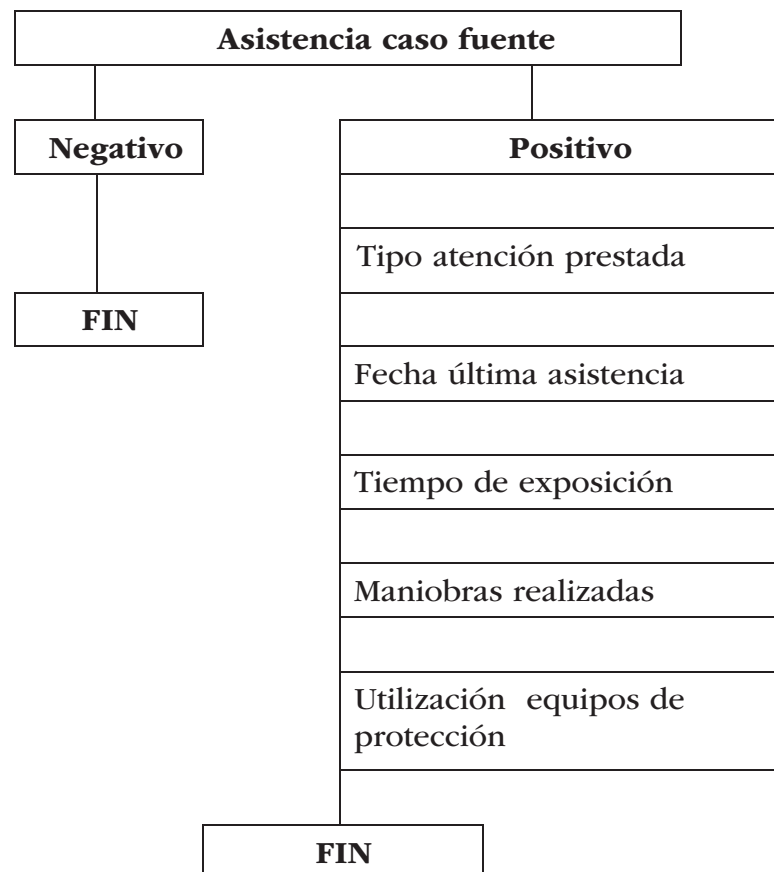 Asistencia caso fuente
Negativo
Positivo
Tipo atención prestada
FIN
Fecha última asistencia
Tiempo de exposición
Maniobras realizadas
Utilización equipos de
protección
FIN